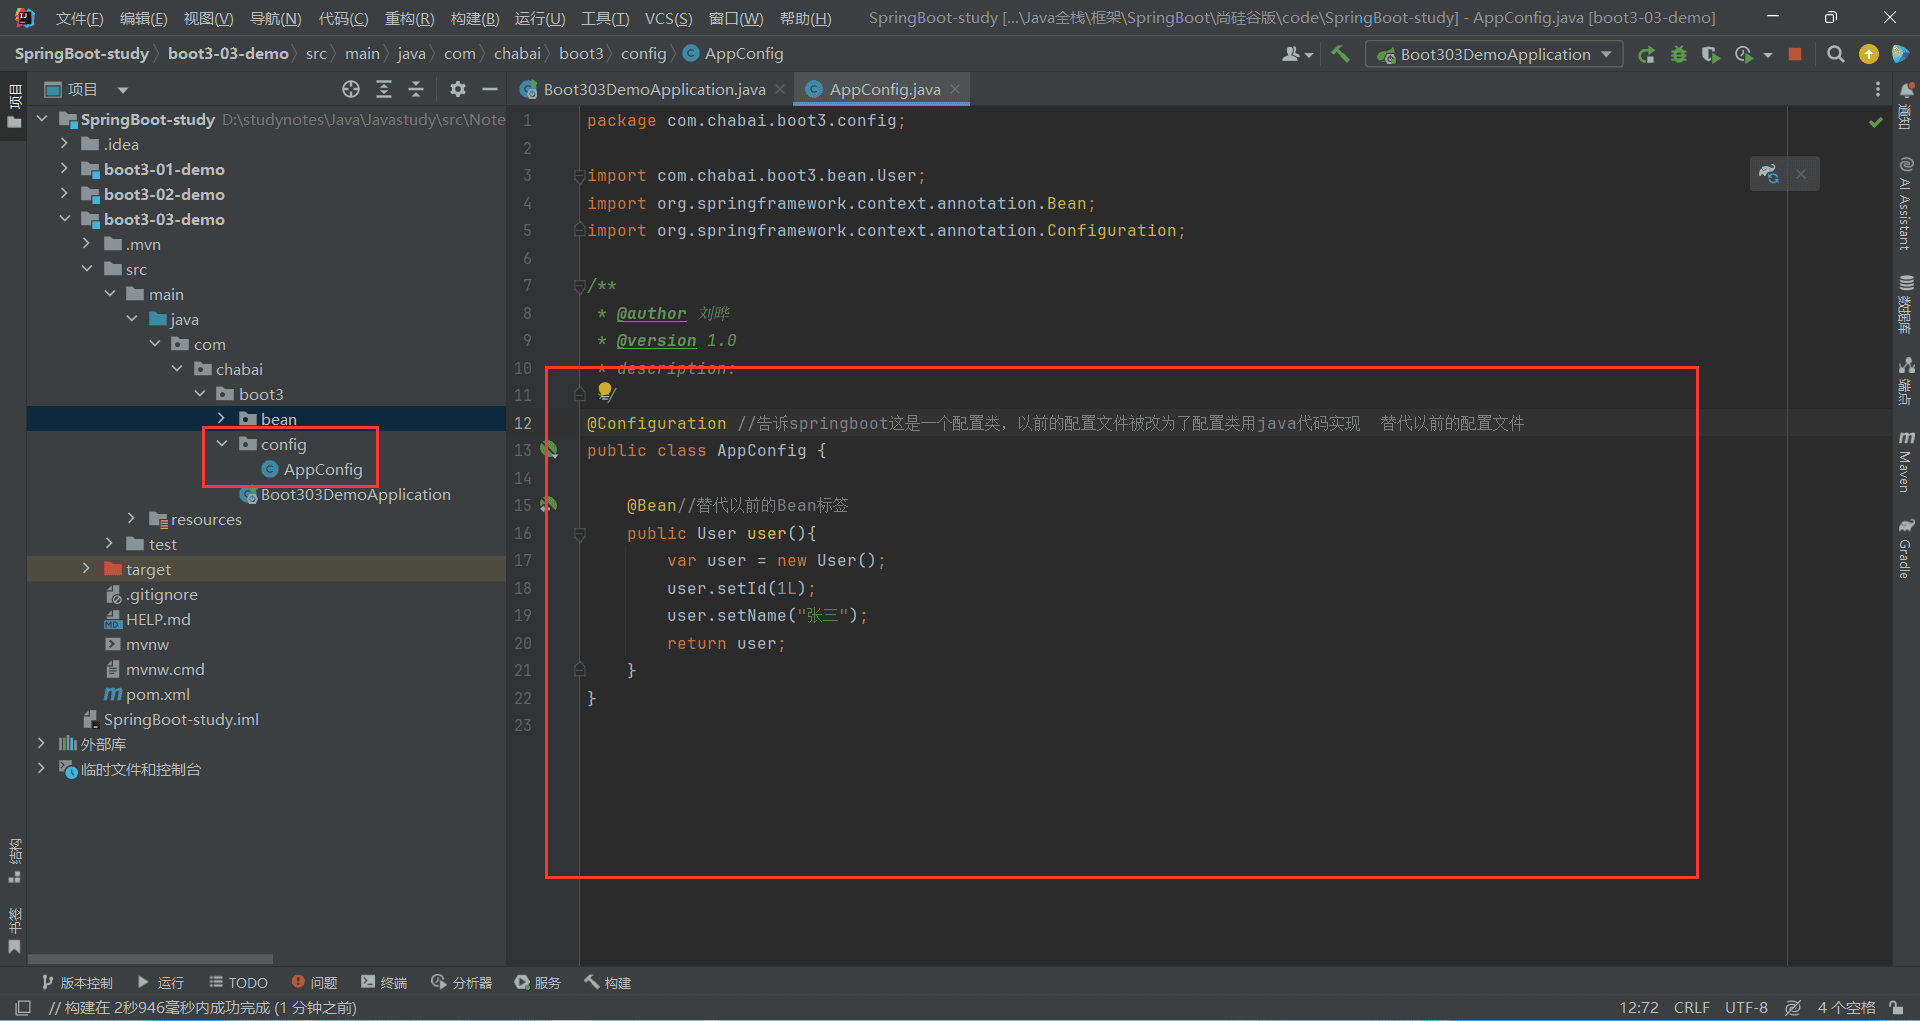 文件(F) 编辑(E) 视图(V) 导航(N) 代码(C) 重构(R) 构建(B) 运行(U) 工具(T) VCS(S) 窗口(W) 帮助(H) SpringBoot-study [...\Java全栈\框架\SpringBoot\尚硅谷版\code\SpringBoot-study] - AppConfig.java [boot3-03-demo]
SpringBoot-study boot3-03-demo src main java com chabai boot3 config AppConfig
Boot303DemoApplication
项目
Boot303DemoApplication.java AppConfig.java
项目
SpringBoot-study D:\studynotes\Java\Javastudy\src\Note
.idea
boot3-01-demo
boot3-02-demo
boot3-03-demo
.mvn
src
main
java
com
chabai
boot3
bean
config
AppConfig
Boot303DemoApplication
resources
test
target
.gitignore
HELP.md
mvnw
mvnw.cmd
pom.xml
SpringBoot-study.iml
外部库
临时文件和控制台
结构
书签
1 package com.chabai.boot3.config;
2
3 import com.chabai.boot3.bean.User;
4 import org.springframework.context.annotation.Bean;
5 import org.springframework.context.annotation.Configuration;
6
7 /**
8 * @author 刘晔
9 * @version 1.0
10 * description:
11 */
12 @Configuration //告诉springboot这是一个配置类，以前的配置文件被改为了配置类用java代码实现 替代以前的配置文件
13 public class AppConfig {
14
15 @Bean//替代以前的Bean标签
16 public User user(){
17 var user = new User();
18 user.setId(1L);
19 user.setName("张三");
20 return user;
21 }
22 }
23
通知
AI Assistant
数据库
端点
Maven
Gradle
版本控制 运行 TODO 问题 终端 分析器 服务 构建
// 构建在 2秒946毫秒内成功完成 (1 分钟之前)
12:72 CRLF UTF-8 4 个空格